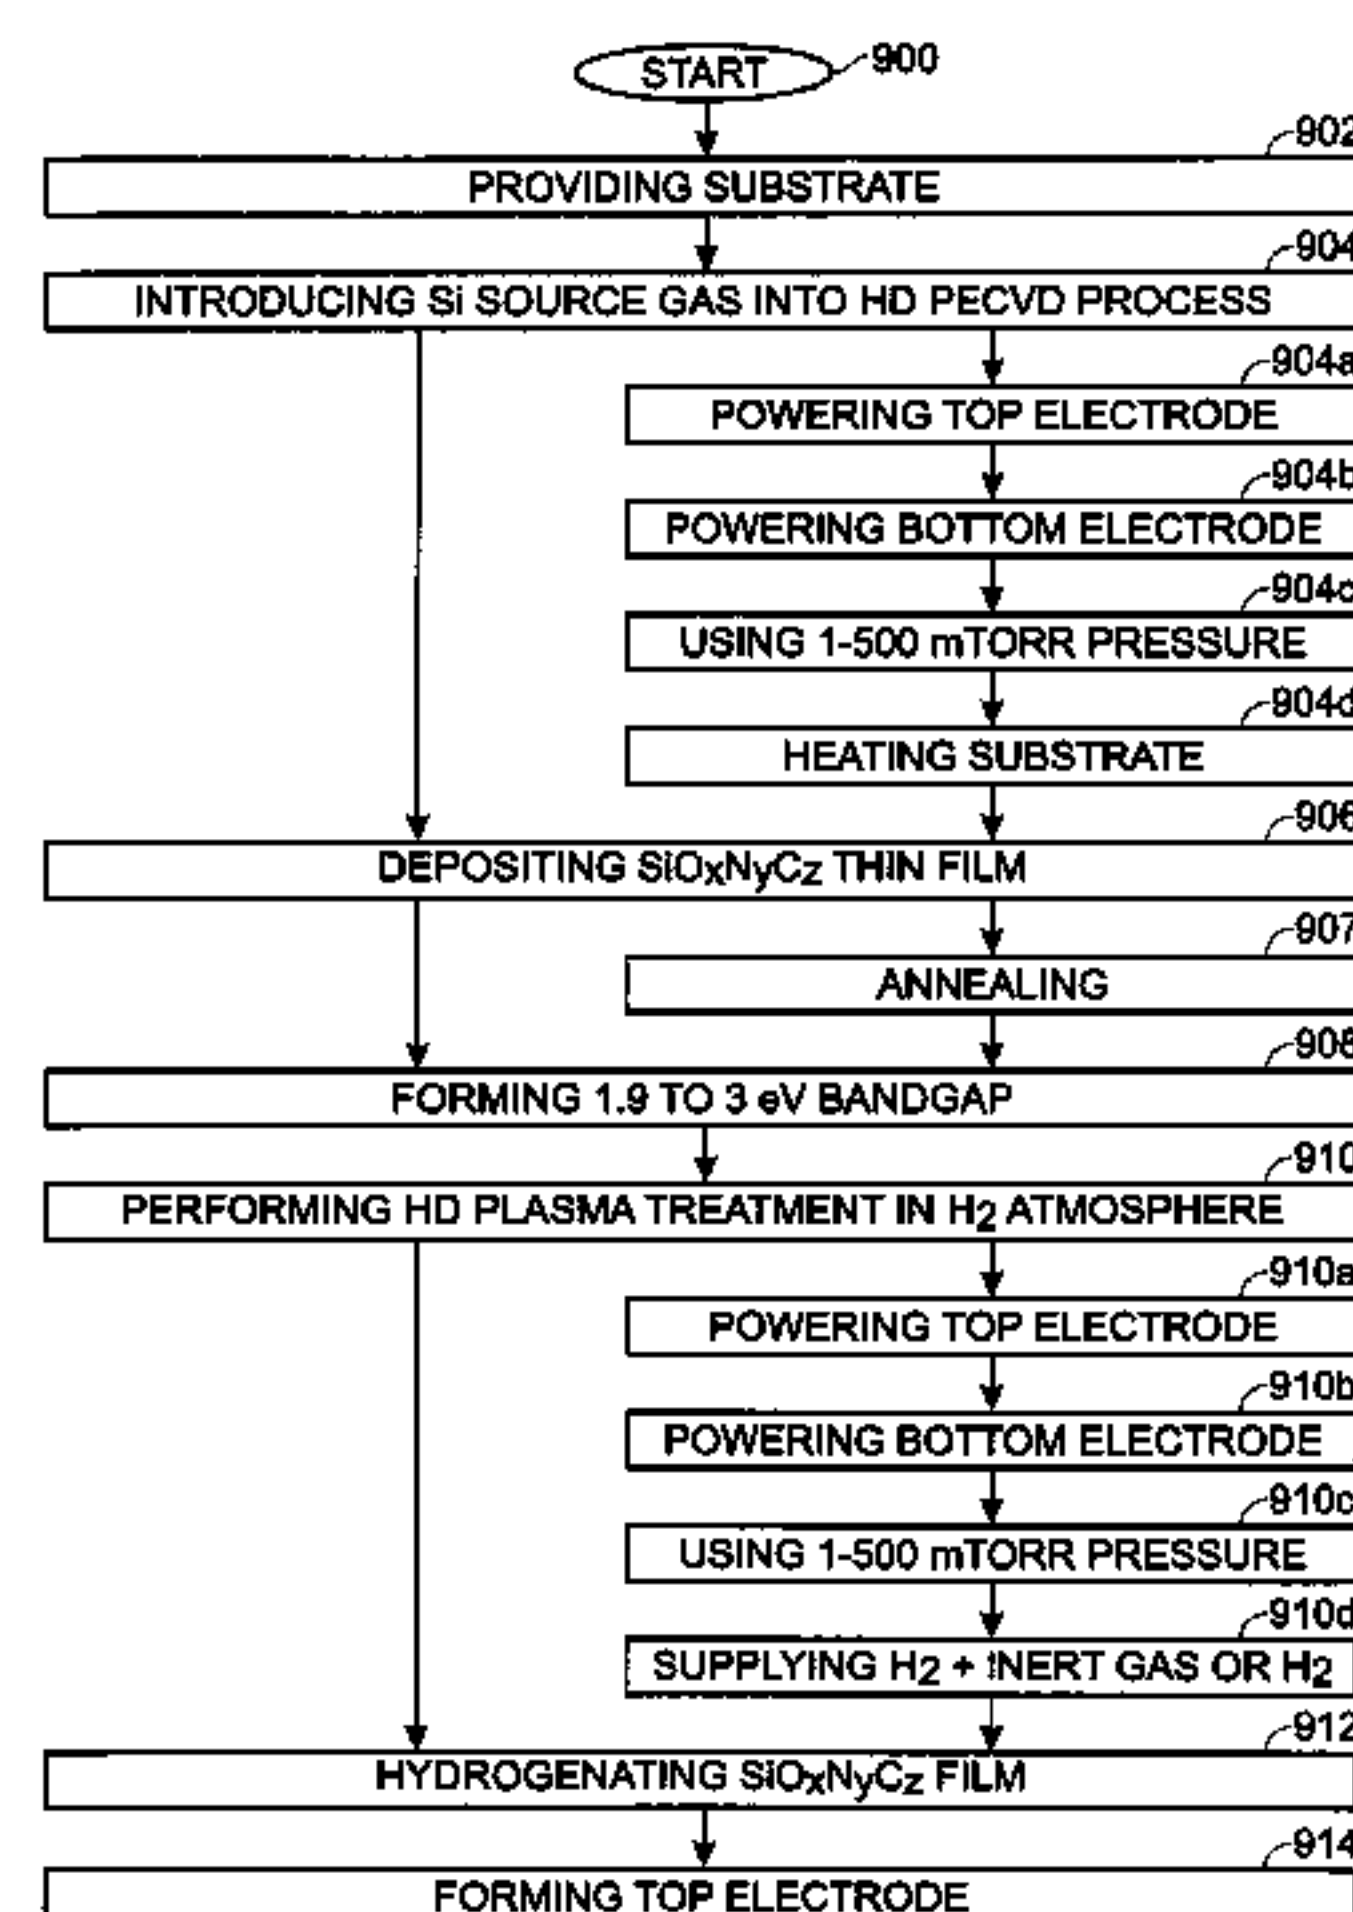 START
900
902
PROVIDING SUBSTRATE
904
INTRODUCING Si SOURCE GAS INTO HD PECVD PROCESS
904a
POWERING TOP ELECTRODE
904b
POWERING BOTTOM ELECTRODE
904c
USING 1-500 mTORR PRESSURE
904d
HEATING SUBSTRATE
906
DEPOSITING SiOxNyCz THIN FILM
907
ANNEALING
908
FORMING 1.9 TO 3 eV BANDGAP
910
PERFORMING HD PLASMA TREATMENT IN H2 ATMOSPHERE
910a
POWERING TOP ELECTRODE
910b
POWERING BOTTOM ELECTRODE
910c
USING 1-500 mTORR PRESSURE
910d
SUPPLYING H2 + INERT GAS OR H2
912
HYDROGENATING SiOxNyCz FILM
914
FORMING TOP ELECTRODE